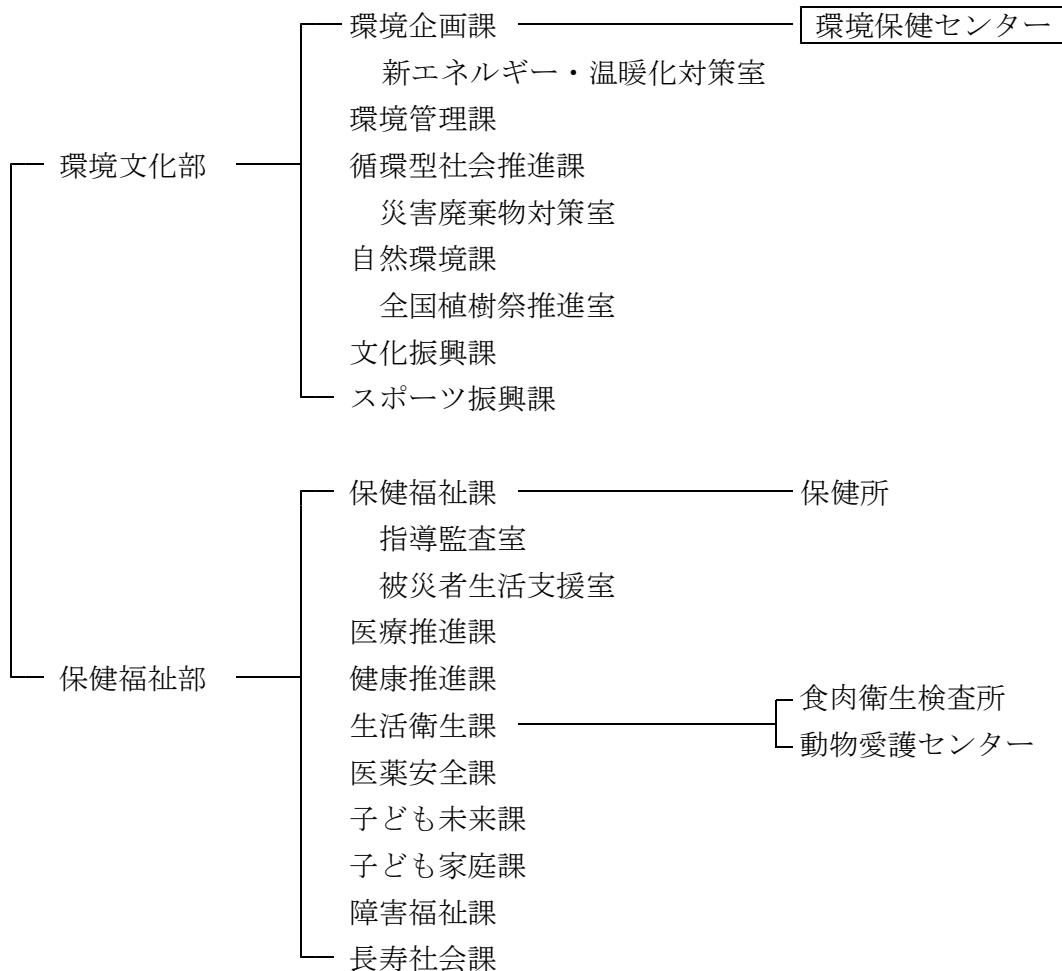 環境企画課
環境保健センター
新エネルギー・温暖化対策室
環境管理課
環境文化部
循環型社会推進課
災害廃棄物対策室
自然環境課
全国植樹祭推進室
文化振興課
スポーツ振興課
保健福祉課
保健所
指導監査室
被災者生活支援室
医療推進課
保健福祉部
健康推進課
食肉衛生検査所
生活衛生課
動物愛護センター
医薬安全課
子ども未来課
子ども家庭課
障害福祉課
長寿社会課